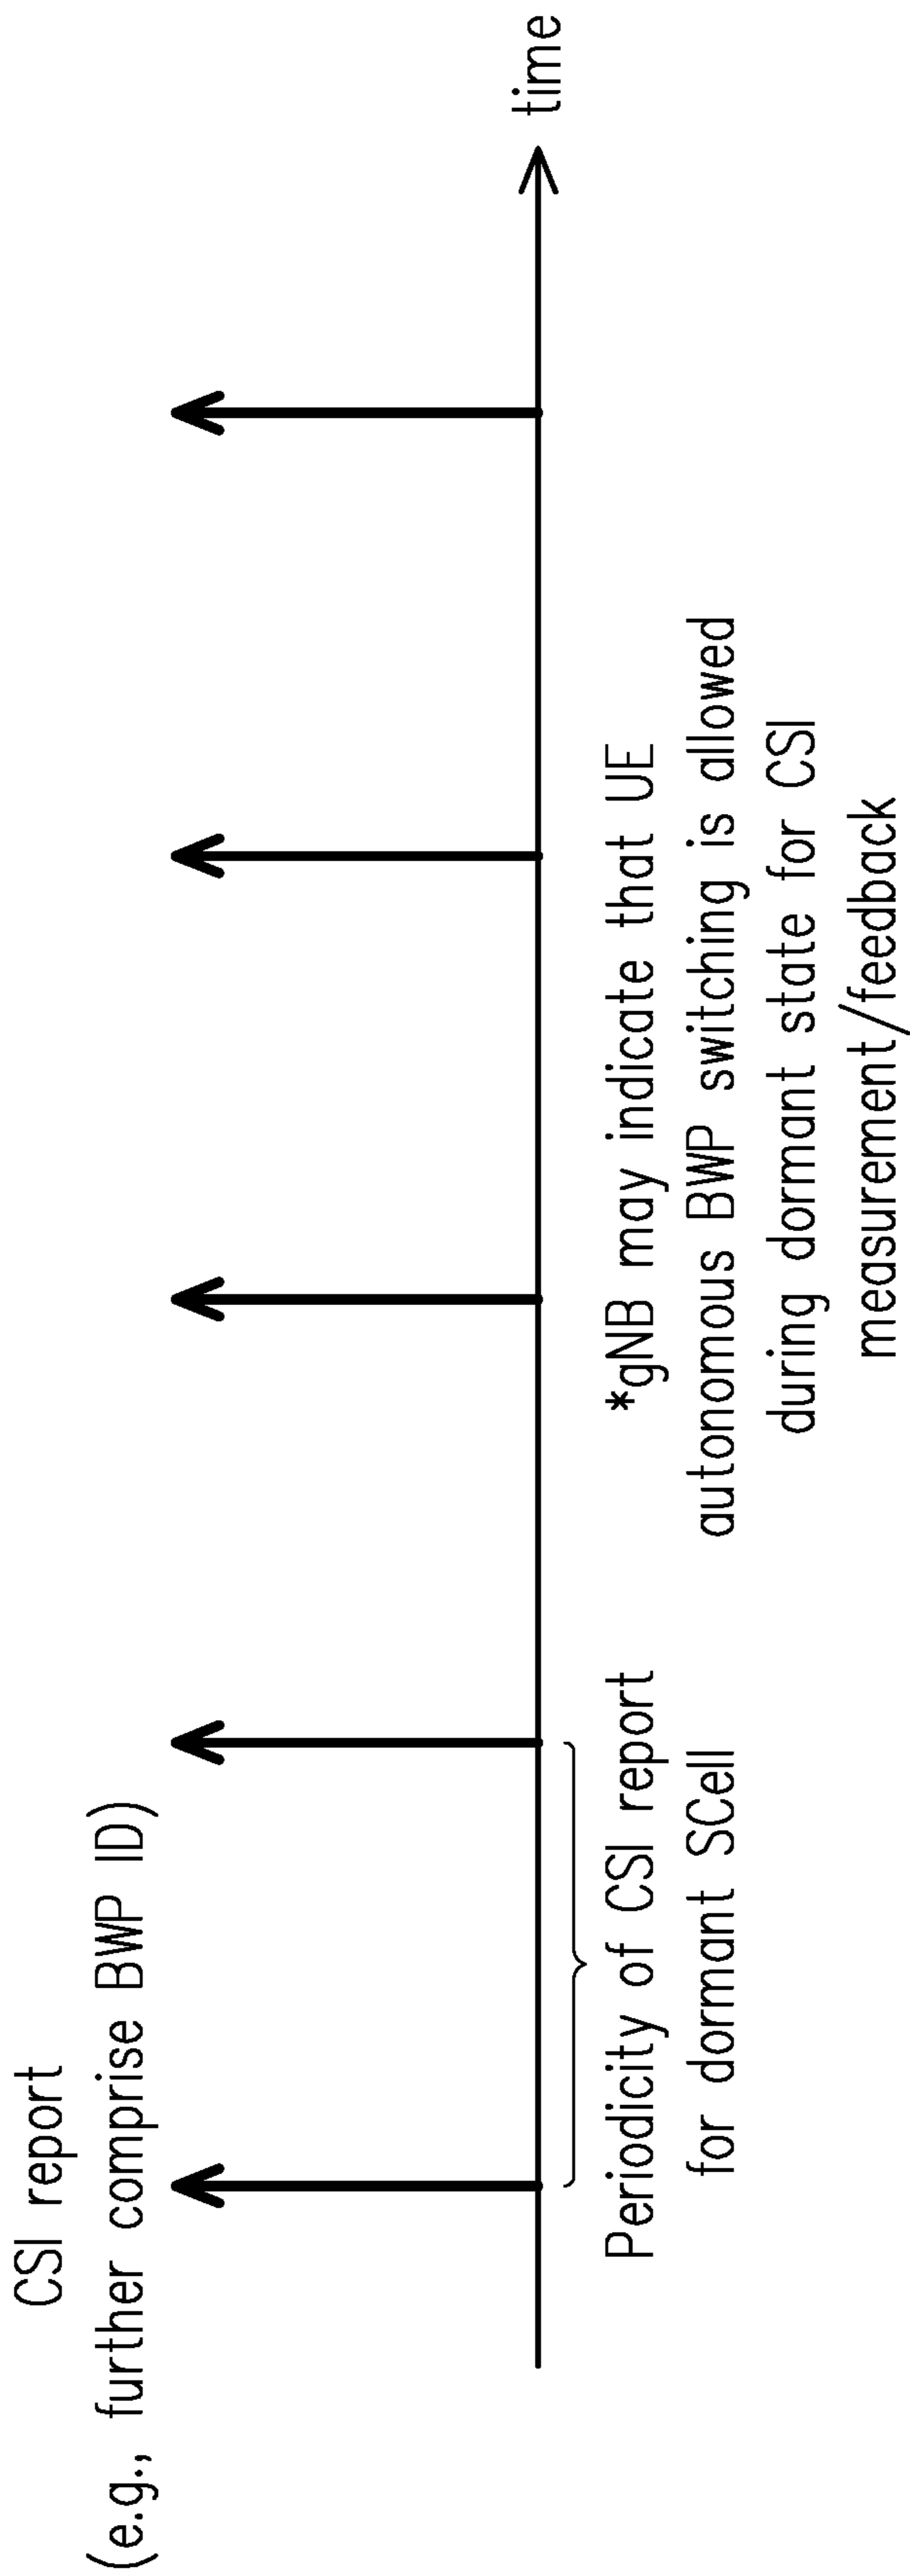 CSI report
(e.g., further comprise BWP ID)
time
Periodicity of CSI report
for dormant SCell
*gNB may indicate that UE
autonomous BWP switching is allowed
during dormant state for CSI
measurement/feedback